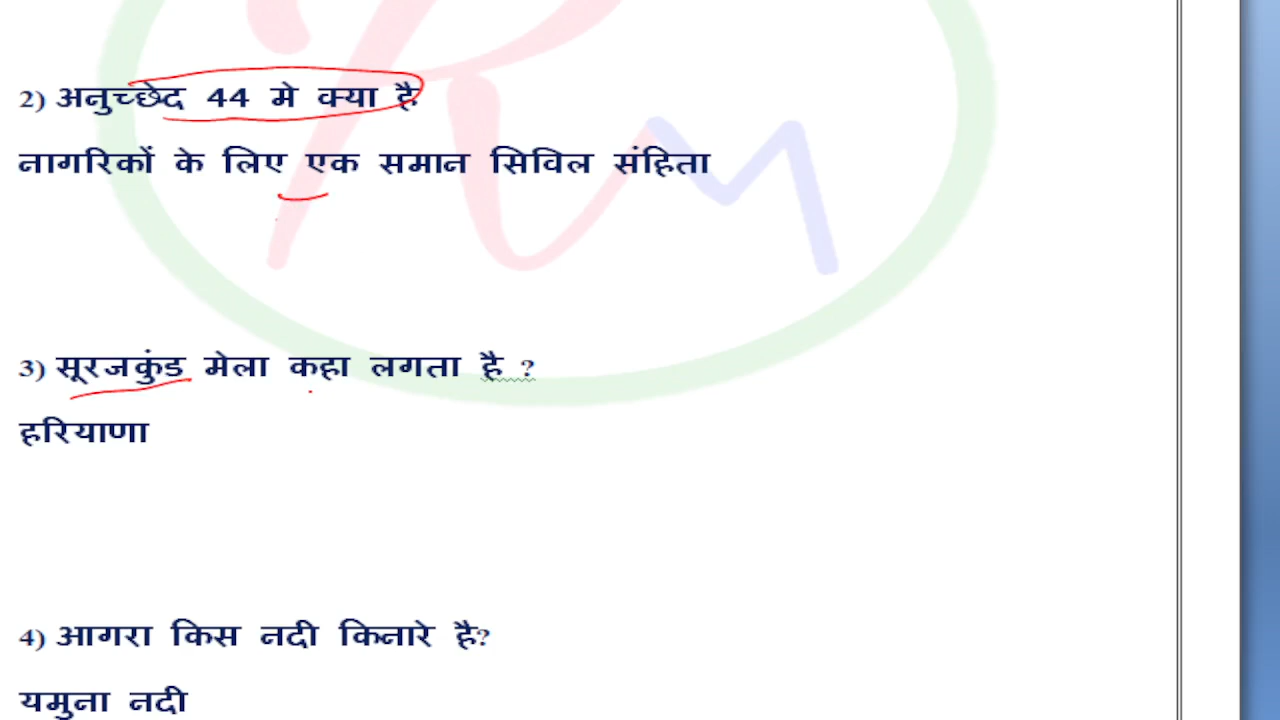 2) अनुच्छेद 44 मे क्या है
नागरिकों के लिए एक समान सिविल संहिता
3) सूरजकुंड मेला कहा लगता है ?
हरियाणा
4) आगरा किस नदी किनारे है?
यमुना नदी